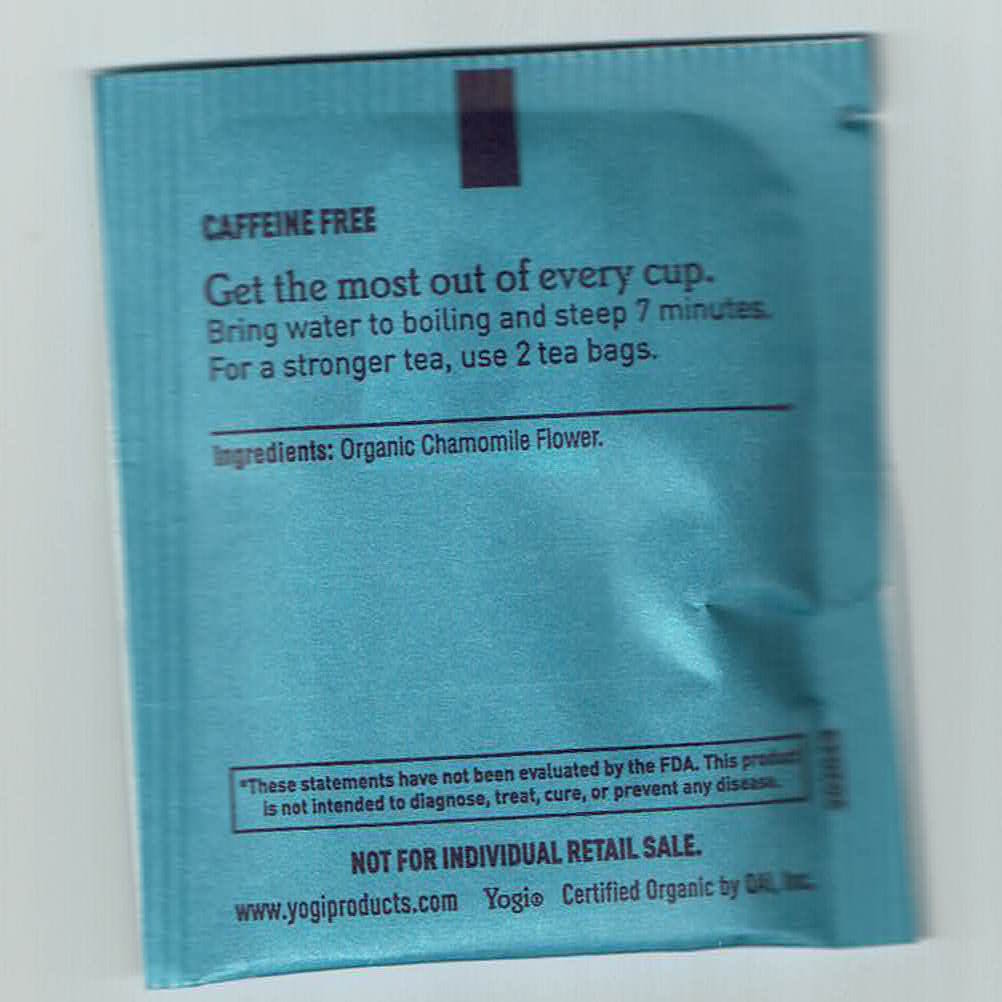 CAFFEINE FREE
Get the most out of every cup.
Bring water to boiling and steep 7 minutes.
For a stronger tea, use 2 tea bags.
Ingredients: Organic Chamomile Flower.
*These statements have not been evaluated by the FDA. This product
is not intended to diagnose, treat, cure, or prevent any disease.
NOT FOR INDIVIDUAL RETAIL SALE.
www.yogiproducts.com Yogi® Certified Organic by QAI, Inc.